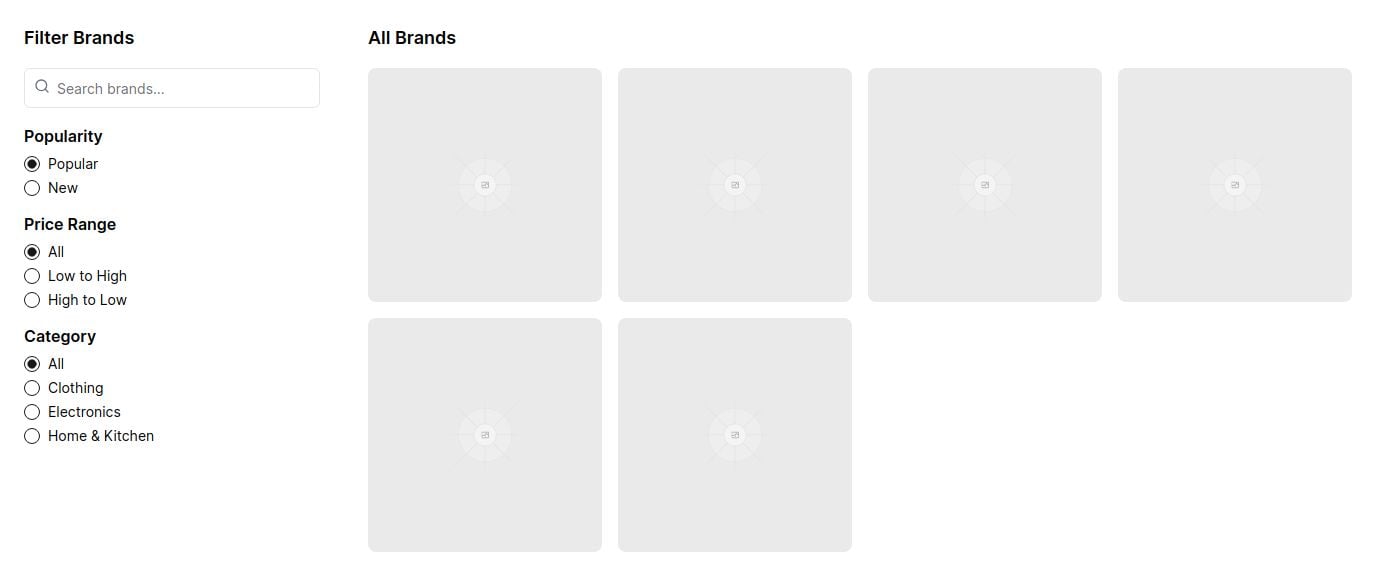 Filter Brands
Search brands...
Popularity
Popular
New
Price Range
All
Low to High
High to Low
Category
All
Clothing
Electronics
Home & Kitchen
All Brands